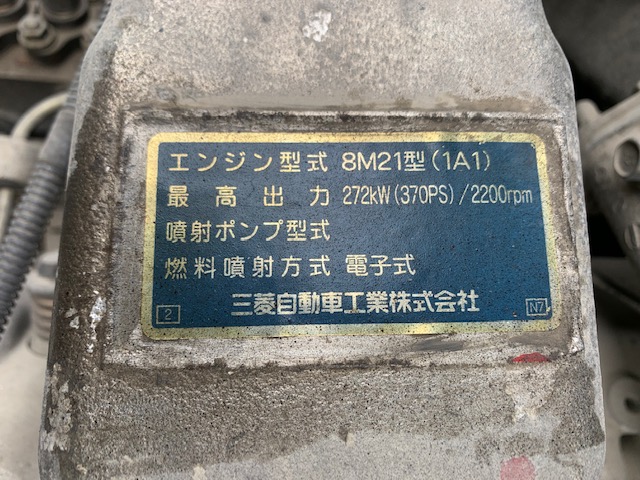 エンジン型式 8M21型(1A1)
最高出力 272kW(370PS)/2200rpm
噴射ポンプ型式
燃料噴射方式 電子式
2 三菱自動車工業株式会社 N7